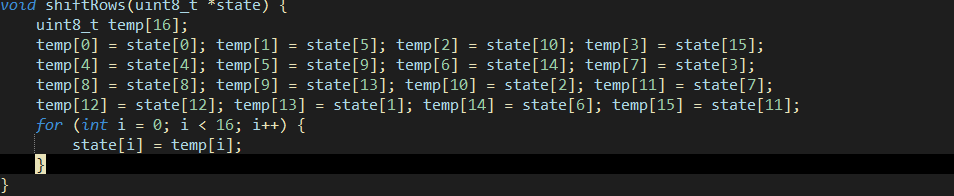 void shiftRows(uint8_t *state) {
    uint8_t temp[16];
    temp[0] = state[0]; temp[1] = state[5]; temp[2] = state[10]; temp[3] = state[15];
    temp[4] = state[4]; temp[5] = state[9]; temp[6] = state[14]; temp[7] = state[3];
    temp[8] = state[8]; temp[9] = state[13]; temp[10] = state[2]; temp[11] = state[7];
    temp[12] = state[12]; temp[13] = state[1]; temp[14] = state[6]; temp[15] = state[11];
    for (int i = 0; i < 16; i++) {
        state[i] = temp[i];
    }
}